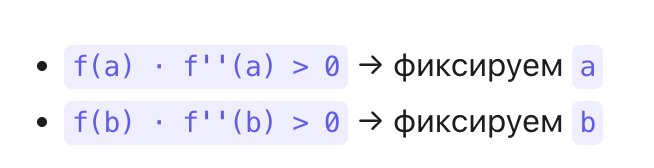 • f(a) · f''(a) > 0 → фиксируем a
• f(b) · f''(b) > 0 → фиксируем b